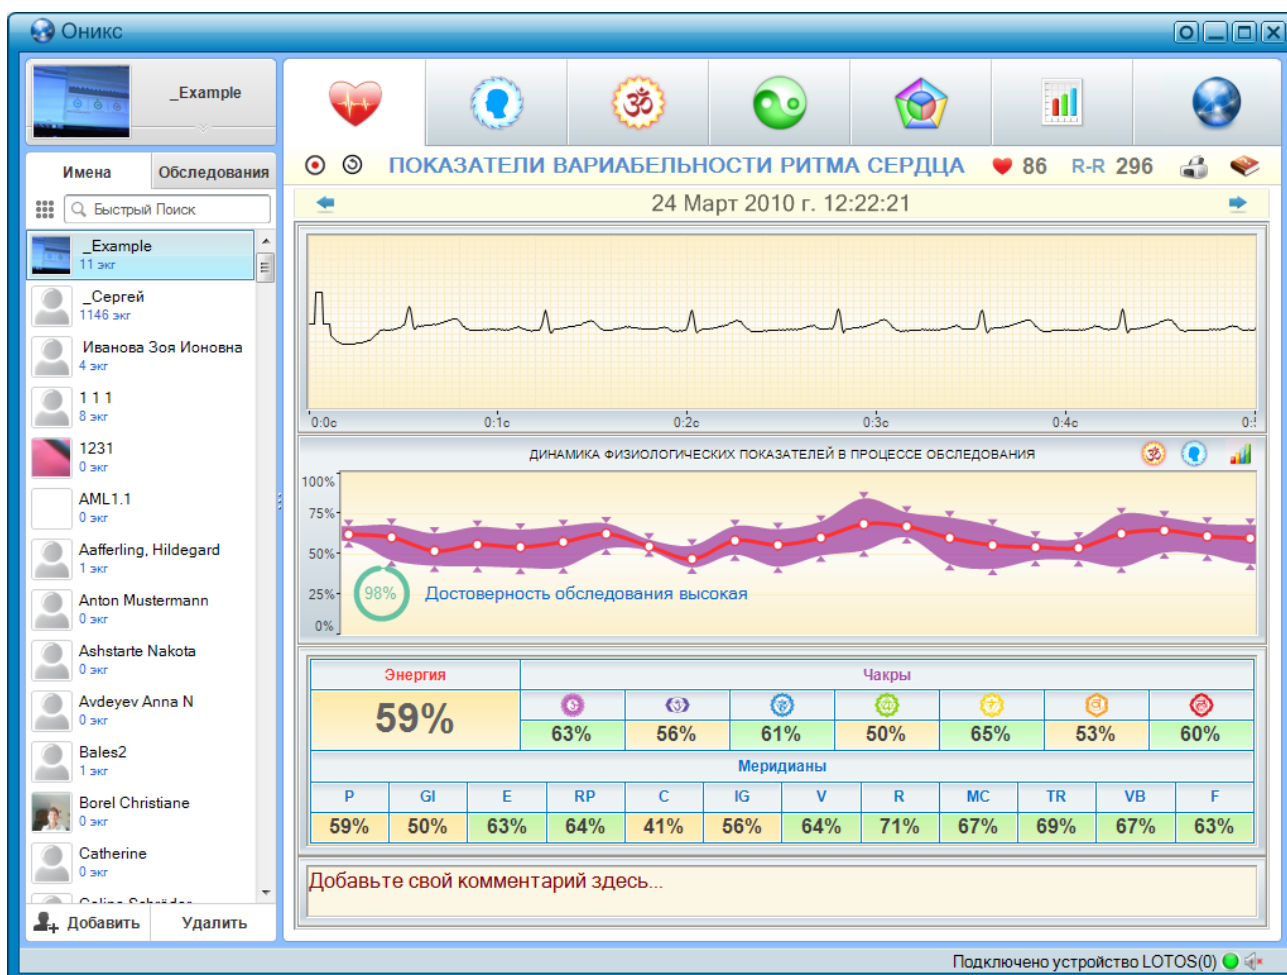 Оникс
_Example
Имена
Обследования
Быстрый Поиск
_Example
11 экг
_Сергей
1146 экг
Иванова Зоя Ионовна
4 экг
1 1 1
8 экг
1231
0 экг
AML1.1
0 экг
Aafferling, Hildegard
1 экг
Anton Mustermann
0 экг
Ashstarte Nakota
0 экг
Avdeyev Anna N
0 экг
Bales2
1 экг
Borel Christiane
0 экг
Catherine
0 экг
Добавить
Удалить
ПОКАЗАТЕЛИ ВАРИАБЕЛЬНОСТИ РИТМА СЕРДЦА 86 R-R 296
24 Март 2010 г. 12:22:21
0:0c 0:1c 0:2c 0:3c 0:4c
ДИНАМИКА ФИЗИОЛОГИЧЕСКИХ ПОКАЗАТЕЛЕЙ В ПРОЦЕССЕ ОБСЛЕДОВАНИЯ
100%
75%
50%
25%
0%
98% Достоверность обследования высокая
Энергия Чакры
59%
63% 56% 61% 50% 65% 53% 60%
Меридианы
P GI E RP C IG V R MC TR VB F
59% 50% 63% 64% 41% 56% 64% 71% 67% 69% 67% 63%
Добавьте свой комментарий здесь...
Подключено устройство LOTOS(0)